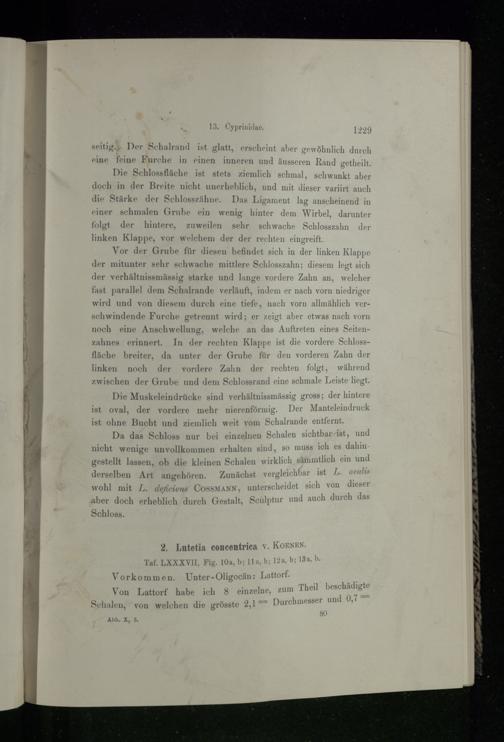 13. Cyprinidae. 1229
seitig. Der Schalrand ist glatt, erscheint aber gewöhnlich durch
eine feine Furche in einen inneren und äusseren Rand getheilt.
Die Schlossfläche ist stets ziemlich schmal, schwankt aber
doch in der Breite nicht unerheblich, und mit dieser variirt auch
die Stärke der Schlosszähne. Das Ligament lag anscheinend in
einer schmalen Grube ein wenig hinter dem Wirbel, darunter
folgt der hintere, zuweilen sehr schwache Schlosszahn der
linken Klappe, vor welchem der der rechten eingreift.
Vor der Grube für diesen befindet sich in der linken Klappe
der mitunter sehr schwache mittlere Schlosszahn; diesem legt sich
der verhältnissmässig starke und lange vordere Zahn an, welcher
fast parallel dem Schalrande verläuft, indem er nach vorn niedriger
wird und von diesem durch eine tiefe, nach vorn allmählich ver-
schwindende Furche getrennt wird; er zeigt aber etwas nach vorn
noch eine Anschwellung, welche an das Auftreten eines Seiten-
zahnes erinnert. In der rechten Klappe ist die vordere Schloss-
fläche breiter, da unter der Grube für den vorderen Zahn der
linken noch der vordere Zahn der rechten folgt, während
zwischen der Grube und dem Schlossrand eine schmale Leiste liegt.
Die Muskeleindrücke sind verhältnissmässig gross; der hintere
ist oval, der vordere mehr nierenförmig. Der Manteleindruck
ist ohne Bucht und ziemlich weit vom Schalrande entfernt.
Da das Schloss nur bei einzelnen Schalen sichtbar ist, und
nicht wenige unvollkommen erhalten sind, so muss ich es dahin-
gestellt lassen, ob die kleinen Schalen wirklich sämmtlich ein und
derselben Art angehören. Zunächst vergleichbar ist L. ovalis
wohl mit L. deficiens COSSMANN, unterscheidet sich von dieser
aber doch erheblich durch Gestalt, Sculptur und auch durch das
Schloss.
2. Lutetia concentrica v. KOENEN.
Taf. LXXXVII, Fig. 10a, b; 11a, b; 12a, b; 13a, b.
Vorkommen. Unter-Oligocän: Lattorf.
Von Lattorf habe ich 8 einzelne, zum Theil beschädigte
Schalen, von welchen die grösste 2,1 mm Durchmesser und 0,7 mm
Abh. X, 5. 80